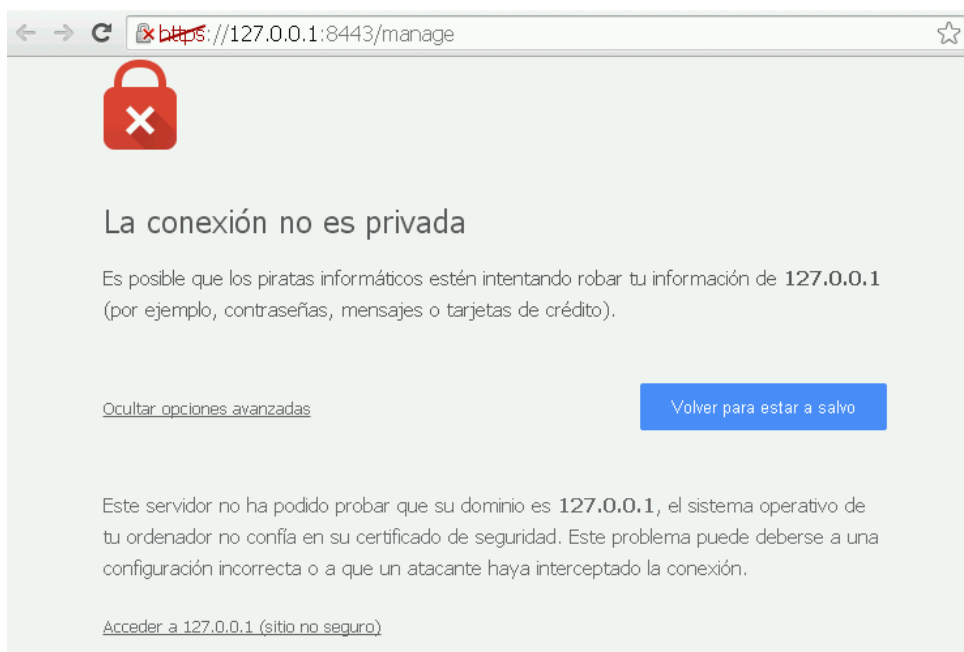 https://127.0.0.1:8443/manage
La conexión no es privada
Es posible que los piratas informáticos estén intentando robar tu información de 127.0.0.1
(por ejemplo, contraseñas, mensajes o tarjetas de crédito).
Ocultar opciones avanzadas
Volver para estar a salvo
Este servidor no ha podido probar que su dominio es 127.0.0.1, el sistema operativo de
tu ordenador no confía en su certificado de seguridad. Este problema puede deberse a una
configuración incorrecta o a que un atacante haya interceptado la conexión.
Acceder a 127.0.0.1 (sitio no seguro)